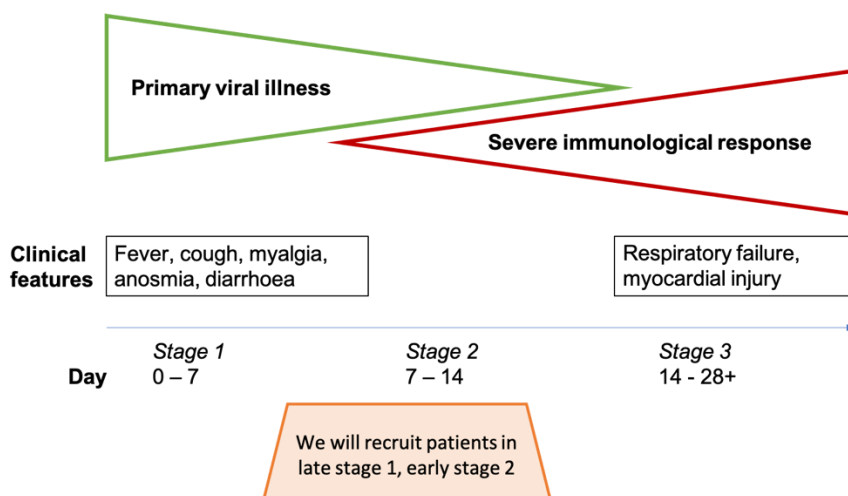 Primary viral illness
Severe immunological response
Clinical
features
Fever, cough, myalgia,
anosmia, diarrhoea
Respiratory failure,
myocardial injury
Stage 1
Stage 2
Stage 3
Day
0 – 7
7 – 14
14 - 28+
We will recruit patients in
late stage 1, early stage 2